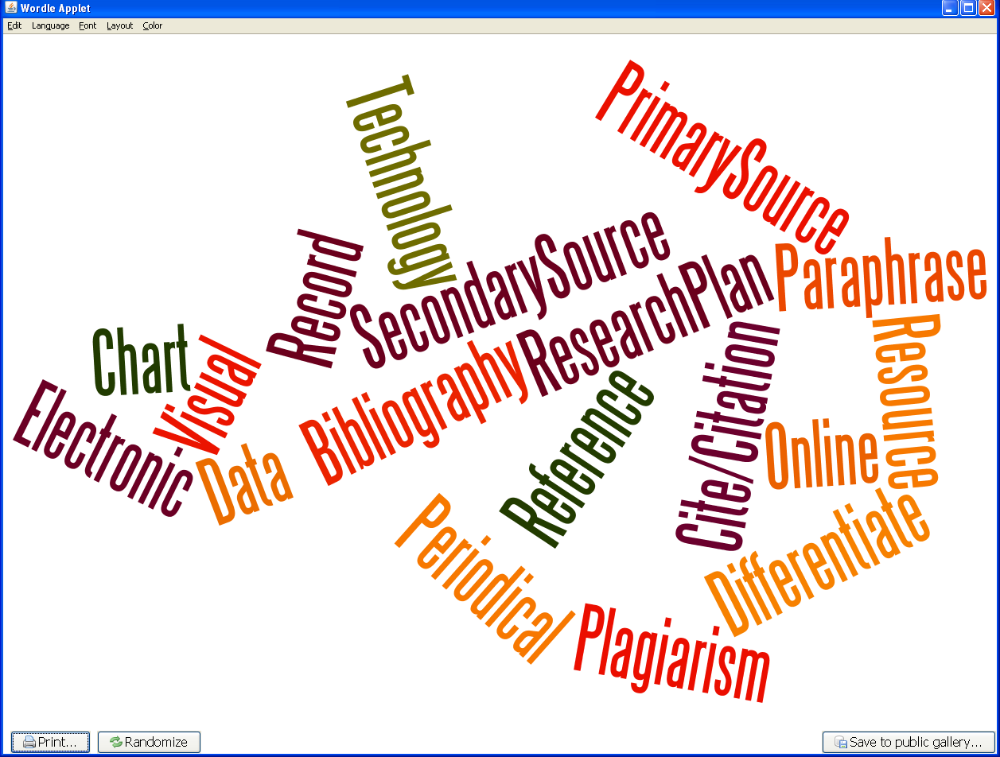 Wordle Applet
Edit Language Font Layout Color
PrimarySource
Technology
SecondarySource
Record
Paraphrase
ResearchPlan
Resource
Chart
Visual
Bibliography
Cite/Citation
Reference
Electronic
Online
Data
Periodical
Differentiate
Plagiarism
Print... Randomize Save to public gallery...